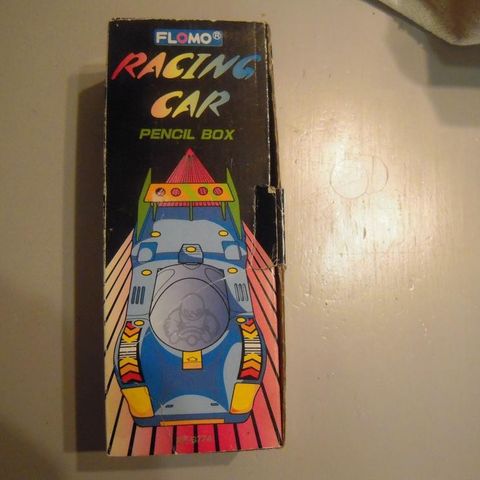 FLOMO®
RACING
CAR
PENCIL BOX